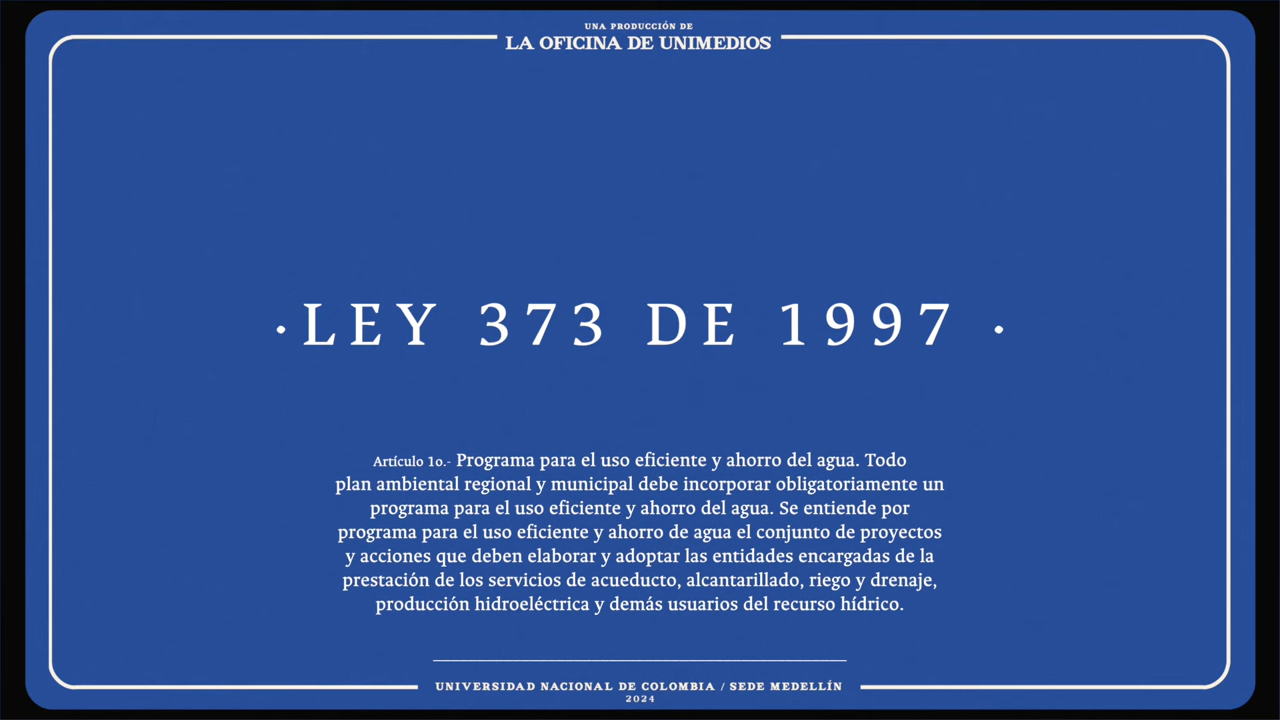 UNA PRODUCCIÓN DE
LA OFICINA DE UNIMEDIOS
·LEY 373 DE 1997 ·
Artículo 1o.- Programa para el uso eficiente y ahorro del agua. Todo
plan ambiental regional y municipal debe incorporar obligatoriamente un
programa para el uso eficiente y ahorro del agua. Se entiende por
programa para el uso eficiente y ahorro de agua el conjunto de proyectos
y acciones que deben elaborar y adoptar las entidades encargadas de la
prestación de los servicios de acueducto, alcantarillado, riego y drenaje,
producción hidroeléctrica y demás usuarios del recurso hídrico.
UNIVERSIDAD NACIONAL DE COLOMBIA / SEDE MEDELLÍN
2024